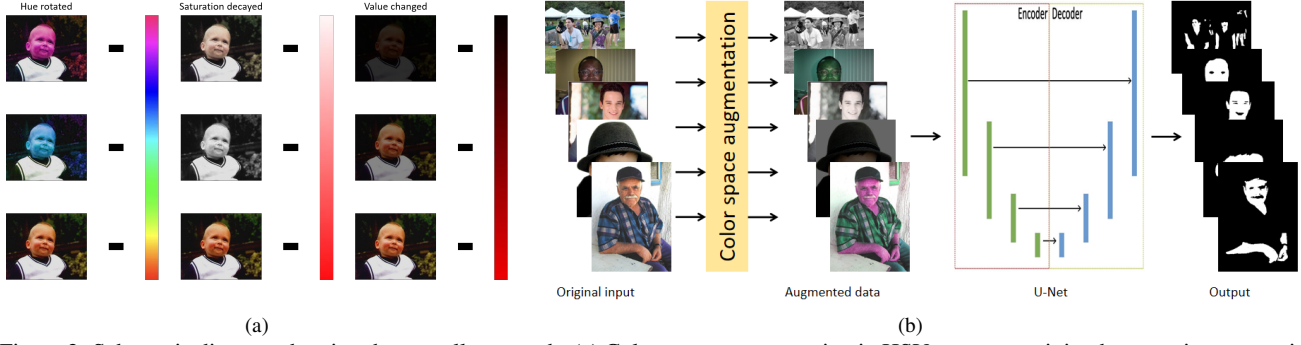 Hue rotated
Saturation decayed
Value changed
(a)
Color space augmentation
Encoder Decoder
Original input
Augmented data
U-Net
Output
(b)